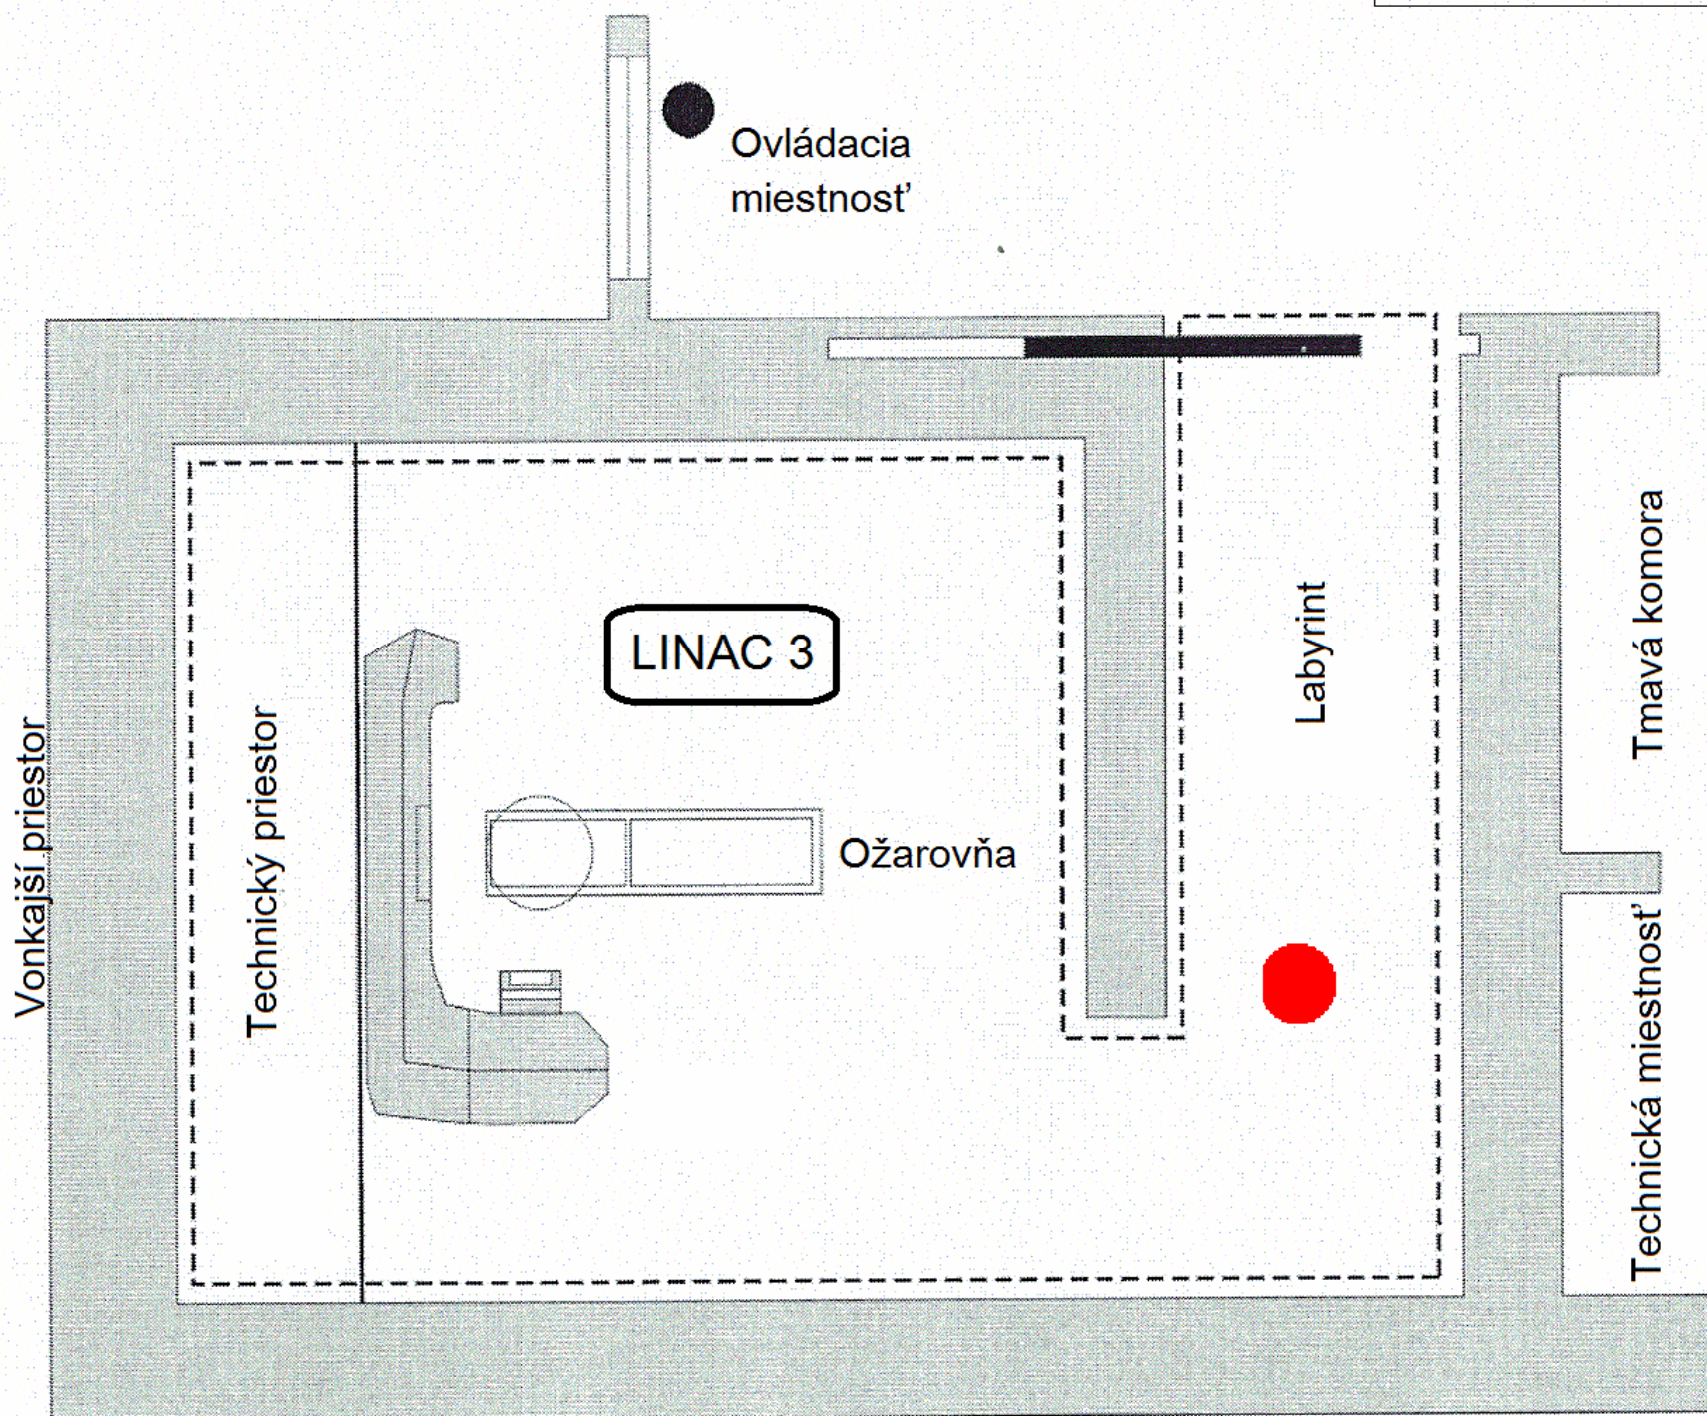 Ovládacia
miestnosť
LINAC 3
Ožarovňa
Vonkajší priestor
Technický priestor
Labyrint
Tmavá komora
Technická miestnosť